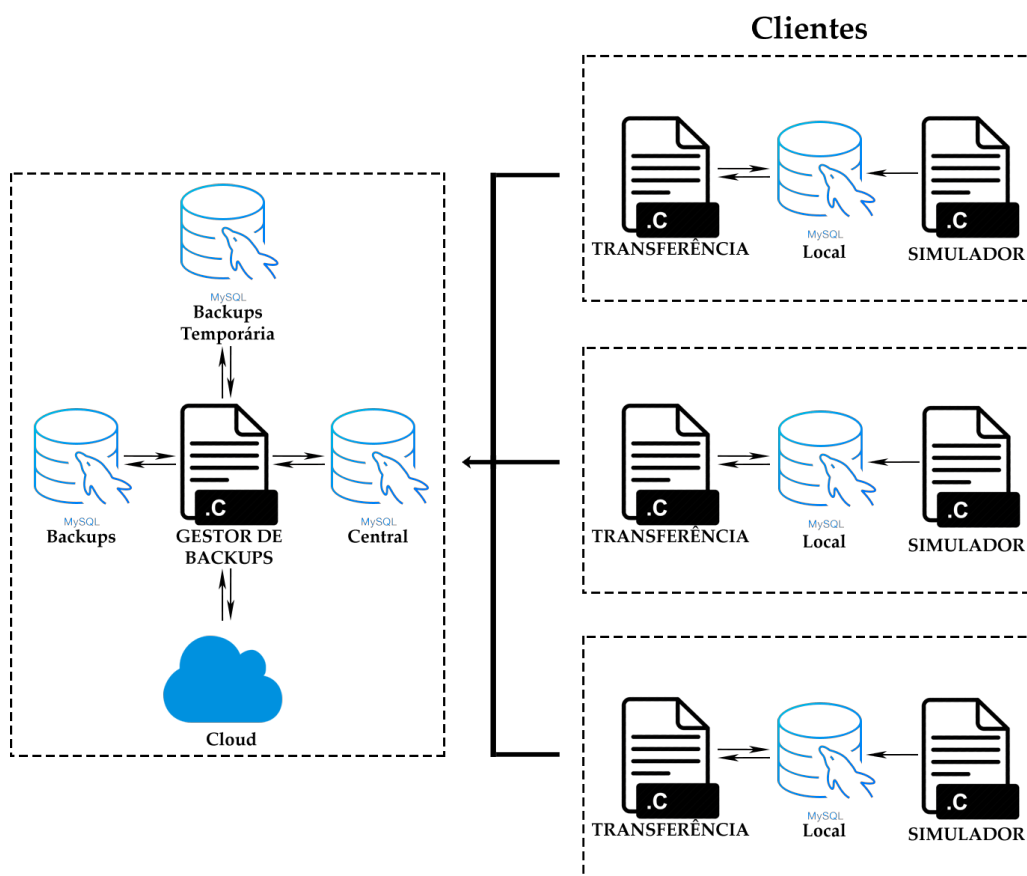 Clientes
.C
TRANSFERÊNCIA
MySQL
Local
.C
SIMULADOR
MySQL
Backups
Temporária
MySQL
Backups
.C
GESTOR DE
BACKUPS
MySQL
Central
Cloud
.C
TRANSFERÊNCIA
MySQL
Local
.C
SIMULADOR
.C
TRANSFERÊNCIA
MySQL
Local
.C
SIMULADOR